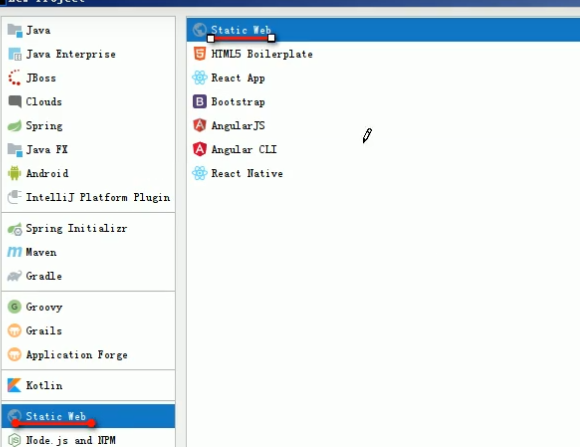 New Project
Java
Java Enterprise
JBoss
Clouds
Spring
Java FX
Android
IntelliJ Platform Plugin
Spring Initializr
Maven
Gradle
Groovy
Grails
Application Forge
Kotlin
Static Web
Node.js and NPM
Static Web
HTML5 Boilerplate
React App
Bootstrap
AngularJS
Angular CLI
React Native